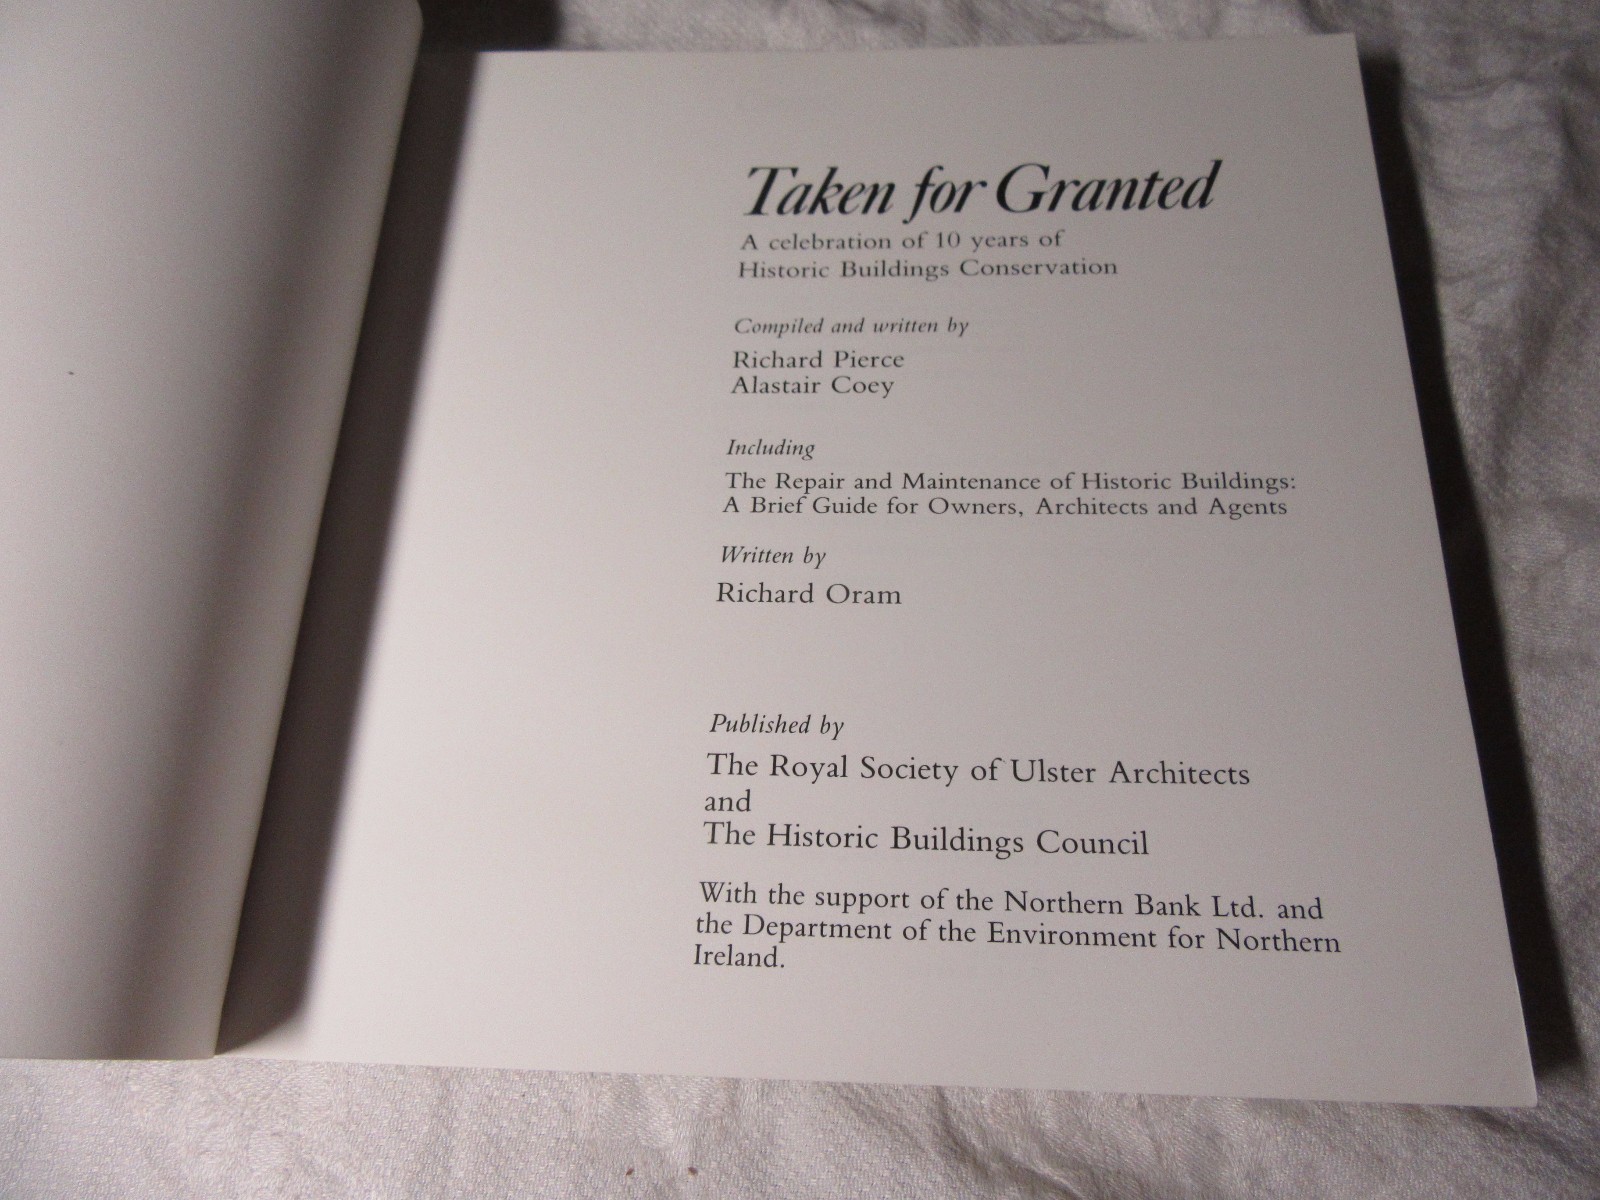 Taken for Granted
A celebration of 10 years of
Historic Buildings Conservation
Compiled and written by
Richard Pierce
Alastair Coey
Including
The Repair and Maintenance of Historic Buildings:
A Brief Guide for Owners, Architects and Agents
Written by
Richard Oram
Published by
The Royal Society of Ulster Architects
and
The Historic Buildings Council
With the support of the Northern Bank Ltd. and
the Department of the Environment for Northern
Ireland.